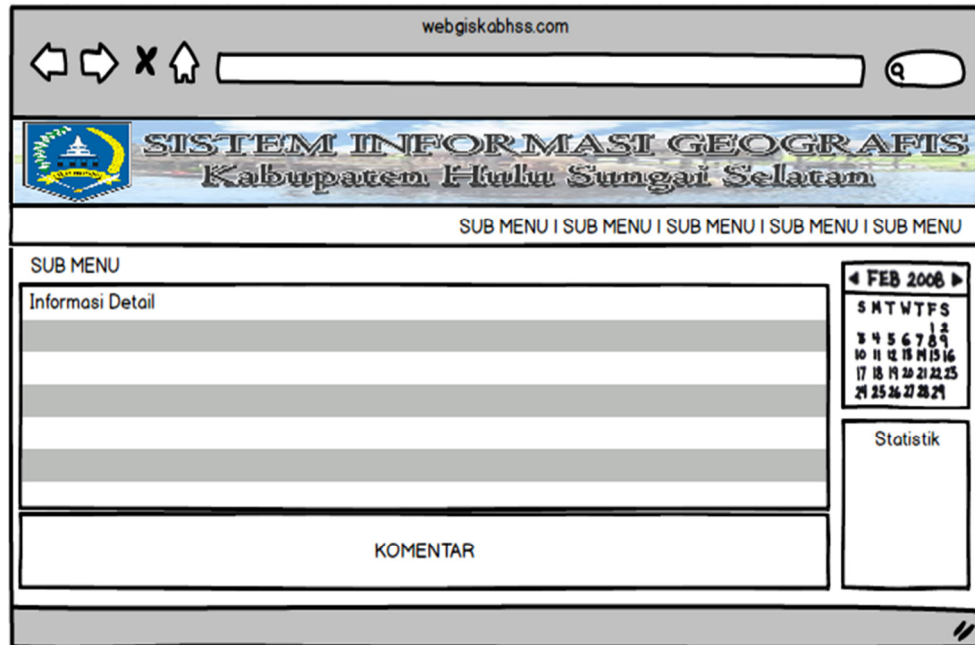 webgiskabhss.com
SISTEM INFORMASI GEOGRAFIS
Kabupaten Hulu Sungai Selatan
SUB MENU I SUB MENU I SUB MENU I SUB MENU I SUB MENU
SUB MENU
Informasi Detail
KOMENTAR
FEB 2008
S M T W T F S
1 2
3 4 5 6 7 8 9
10 11 12 13 14 15 16
17 18 19 20 21 22 23
24 25 26 27 28 29
Statistik